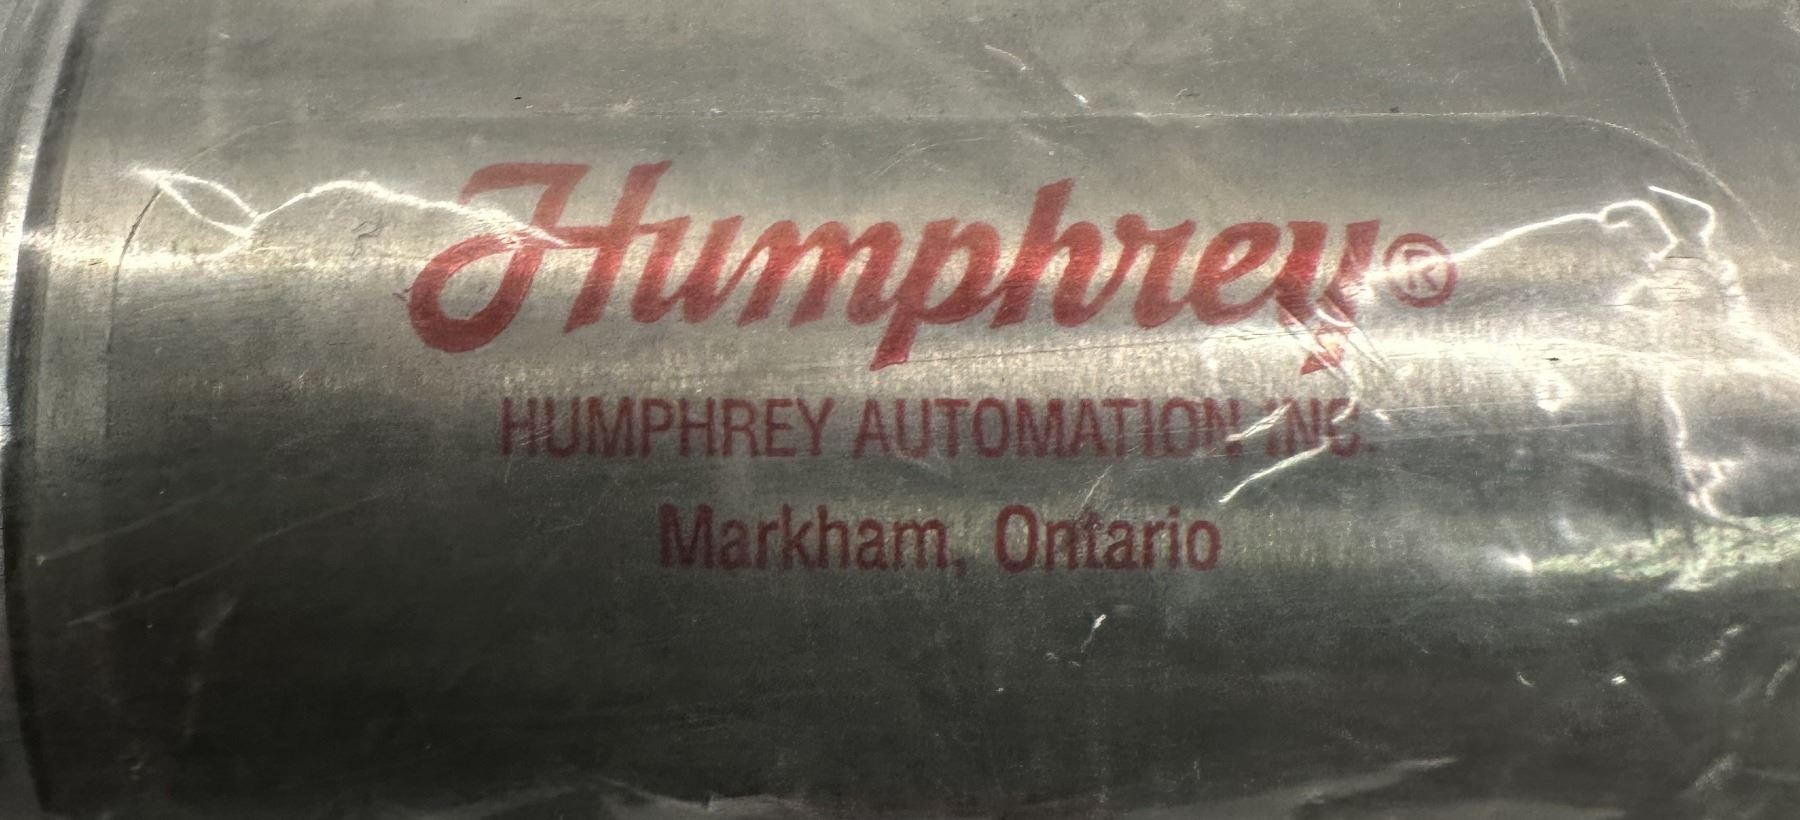 Humphrey®
HUMPHREY AUTOMATION INC.
Markham, Ontario